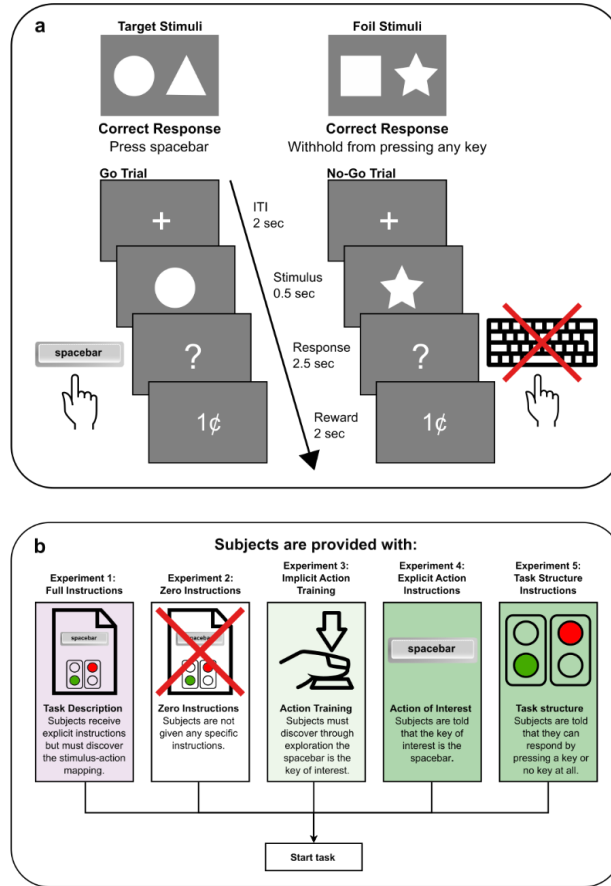 a
Target Stimuli
Foil Stimuli
Correct Response
Press spacebar
Correct Response
Withhold from pressing any key
Go Trial
No-Go Trial
+
+
ITI
2 sec
Stimulus
0.5 sec
?
?
Response
2.5 sec
spacebar
1¢
1¢
Reward
2 sec
b
Subjects are provided with:
Experiment 1:
Full Instructions
Experiment 2:
Zero Instructions
Experiment 3:
Implicit Action
Training
Experiment 4:
Explicit Action
Instructions
Experiment 5:
Task Structure
Instructions
spacebar
spacebar
spacebar
Task Description
Subjects receive
explicit instructions
but must discover
the stimulus-action
mapping.
Zero Instructions
Subjects are not
given any specific
instructions.
Action Training
Subjects must
discover through
exploration the
spacebar is the
key of interest.
Action of Interest
Subjects are told
that the key of
interest is the
spacebar.
Task structure
Subjects are told
that they can
respond by
pressing a key or
no key at all.
Start task